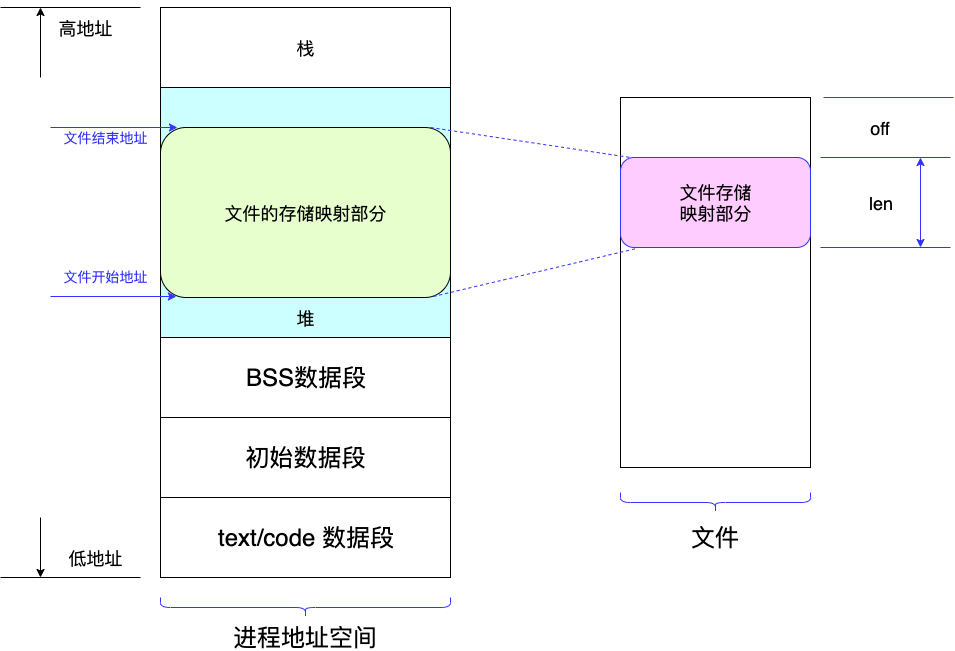 高地址
栈
文件结束地址
文件的存储映射部分
文件开始地址
堆
BSS数据段
初始数据段
text/code 数据段
低地址
进程地址空间
off
文件存储
映射部分
len
文件